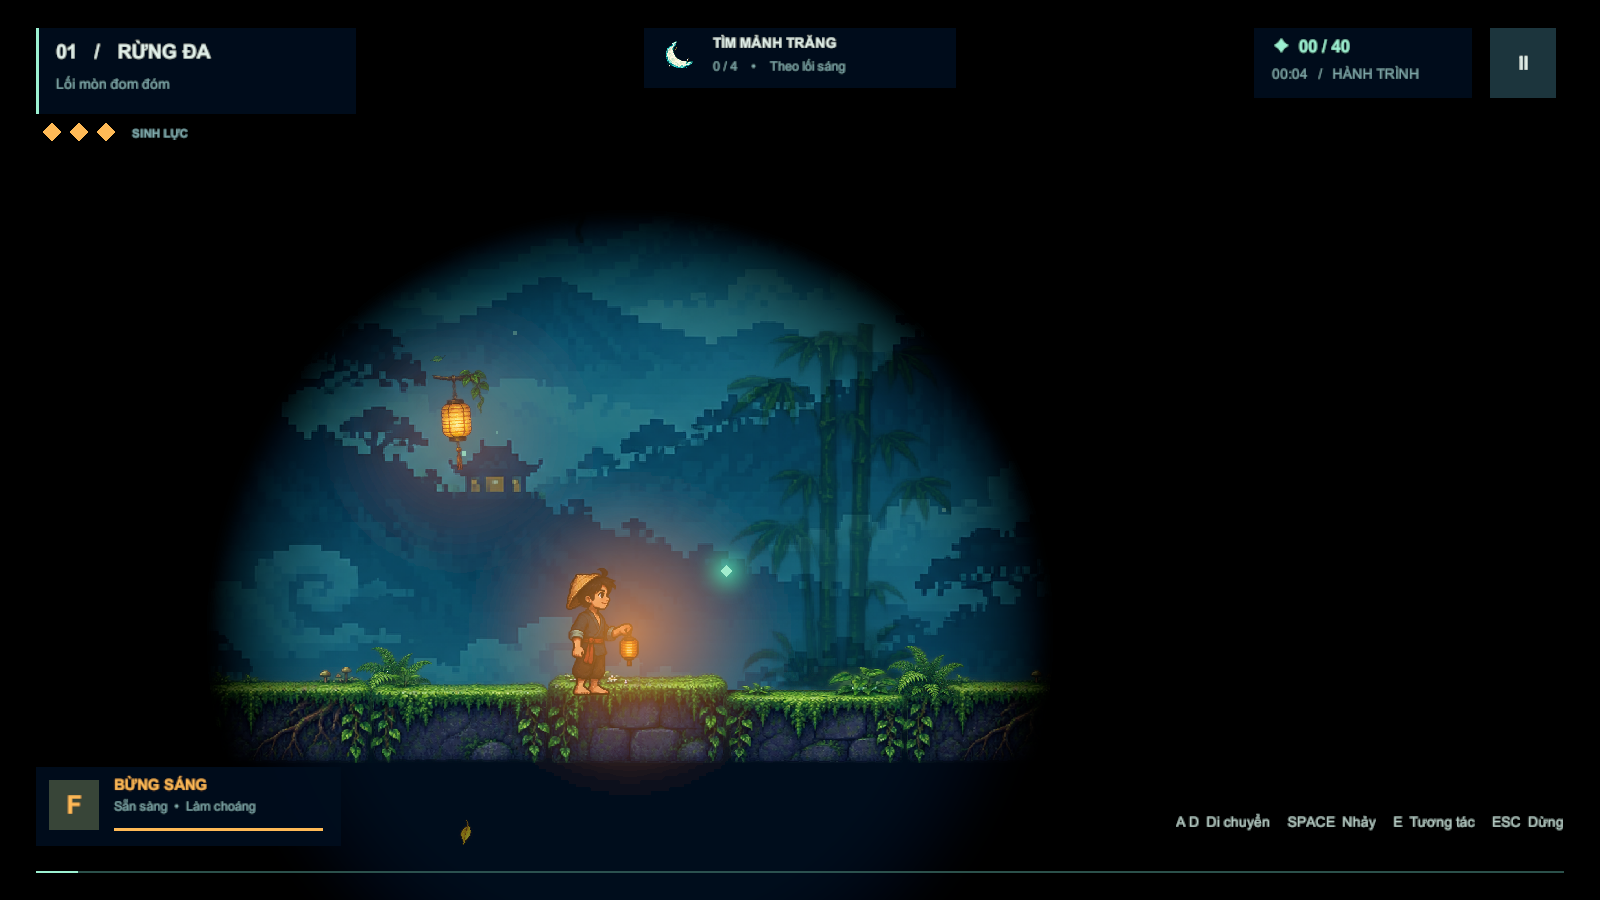 01 / RỪNG ĐA
Lối mòn đom đóm
SINH LỰC
TÌM MẢNH TRĂNG
0 / 4 • Theo lối sáng
00 / 40
00:04 / HÀNH TRÌNH
F
BỪNG SÁNG
Sẵn sàng • Làm choáng
A D Di chuyển SPACE Nhảy E Tương tác ESC Dừng